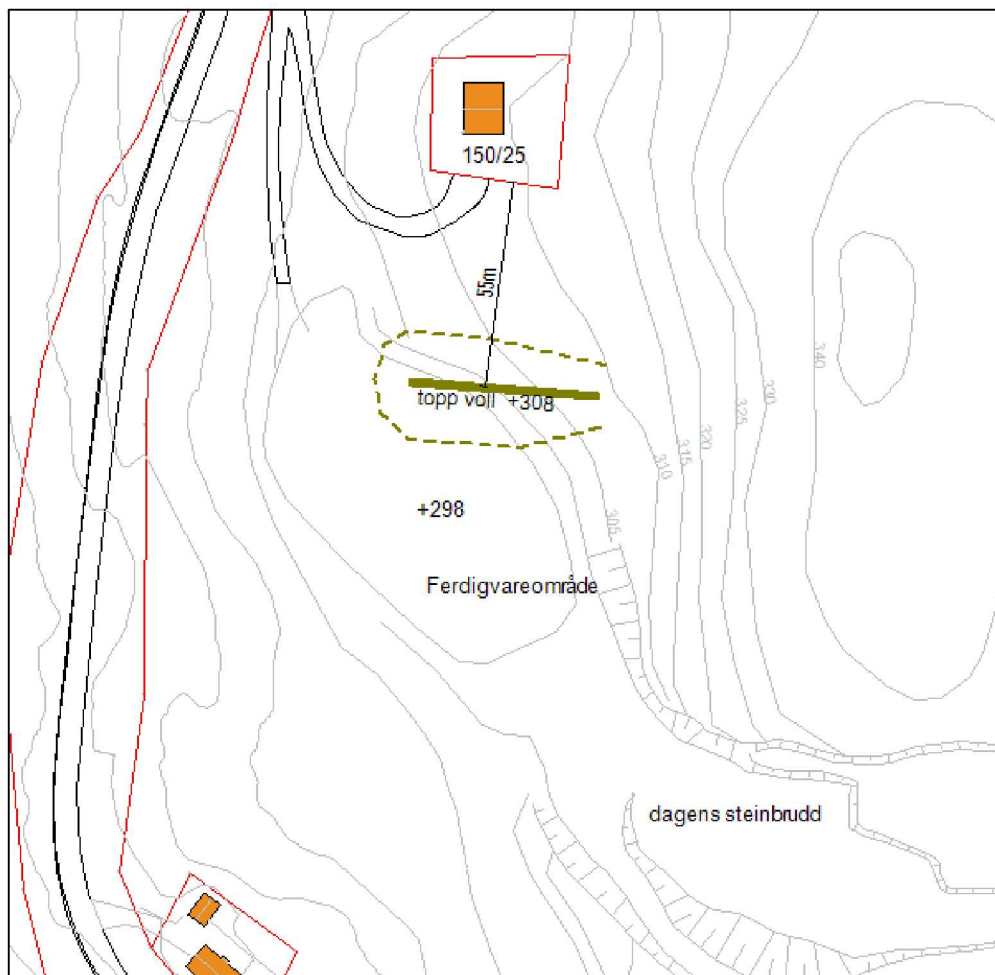 150/25
55m
340
330
325
320
315
310
topp voll +308
+298
305
Ferdigvareområde
dagens steinbrudd